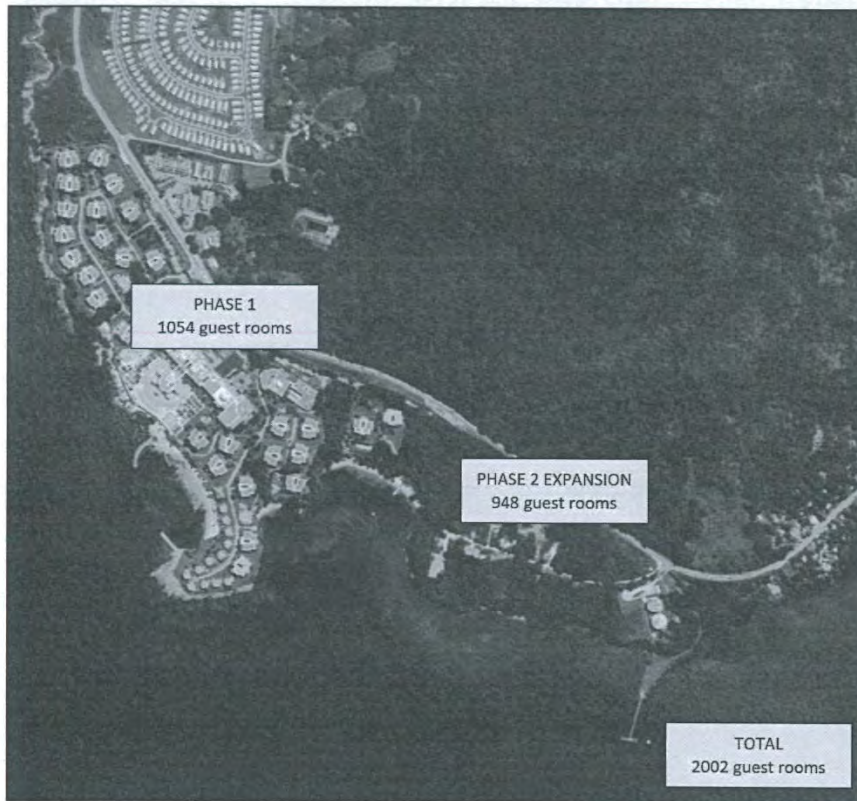 PHASE 1
1054 guest rooms
PHASE 2 EXPANSION
948 guest rooms
TOTAL
2002 guest rooms